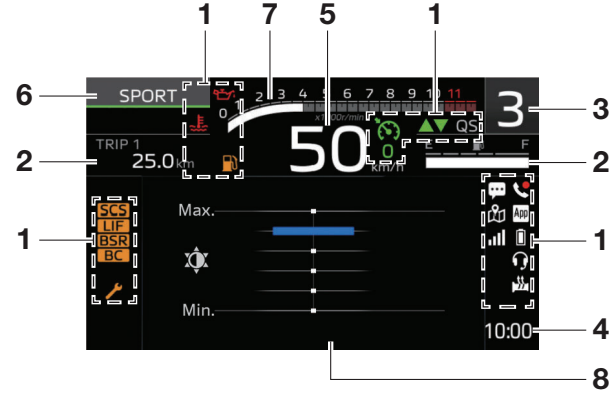 1 7 5 1
6 SPORT 0 1 2 3 4 5 6 7 8 9 10 11 3 3
x1000r/min
QS
TRIP 1 50 0 E F
2 25.0 km km/h 2
SCS Max.
LIF App
1 BSR 1
BC
Min. 10:00 4
8